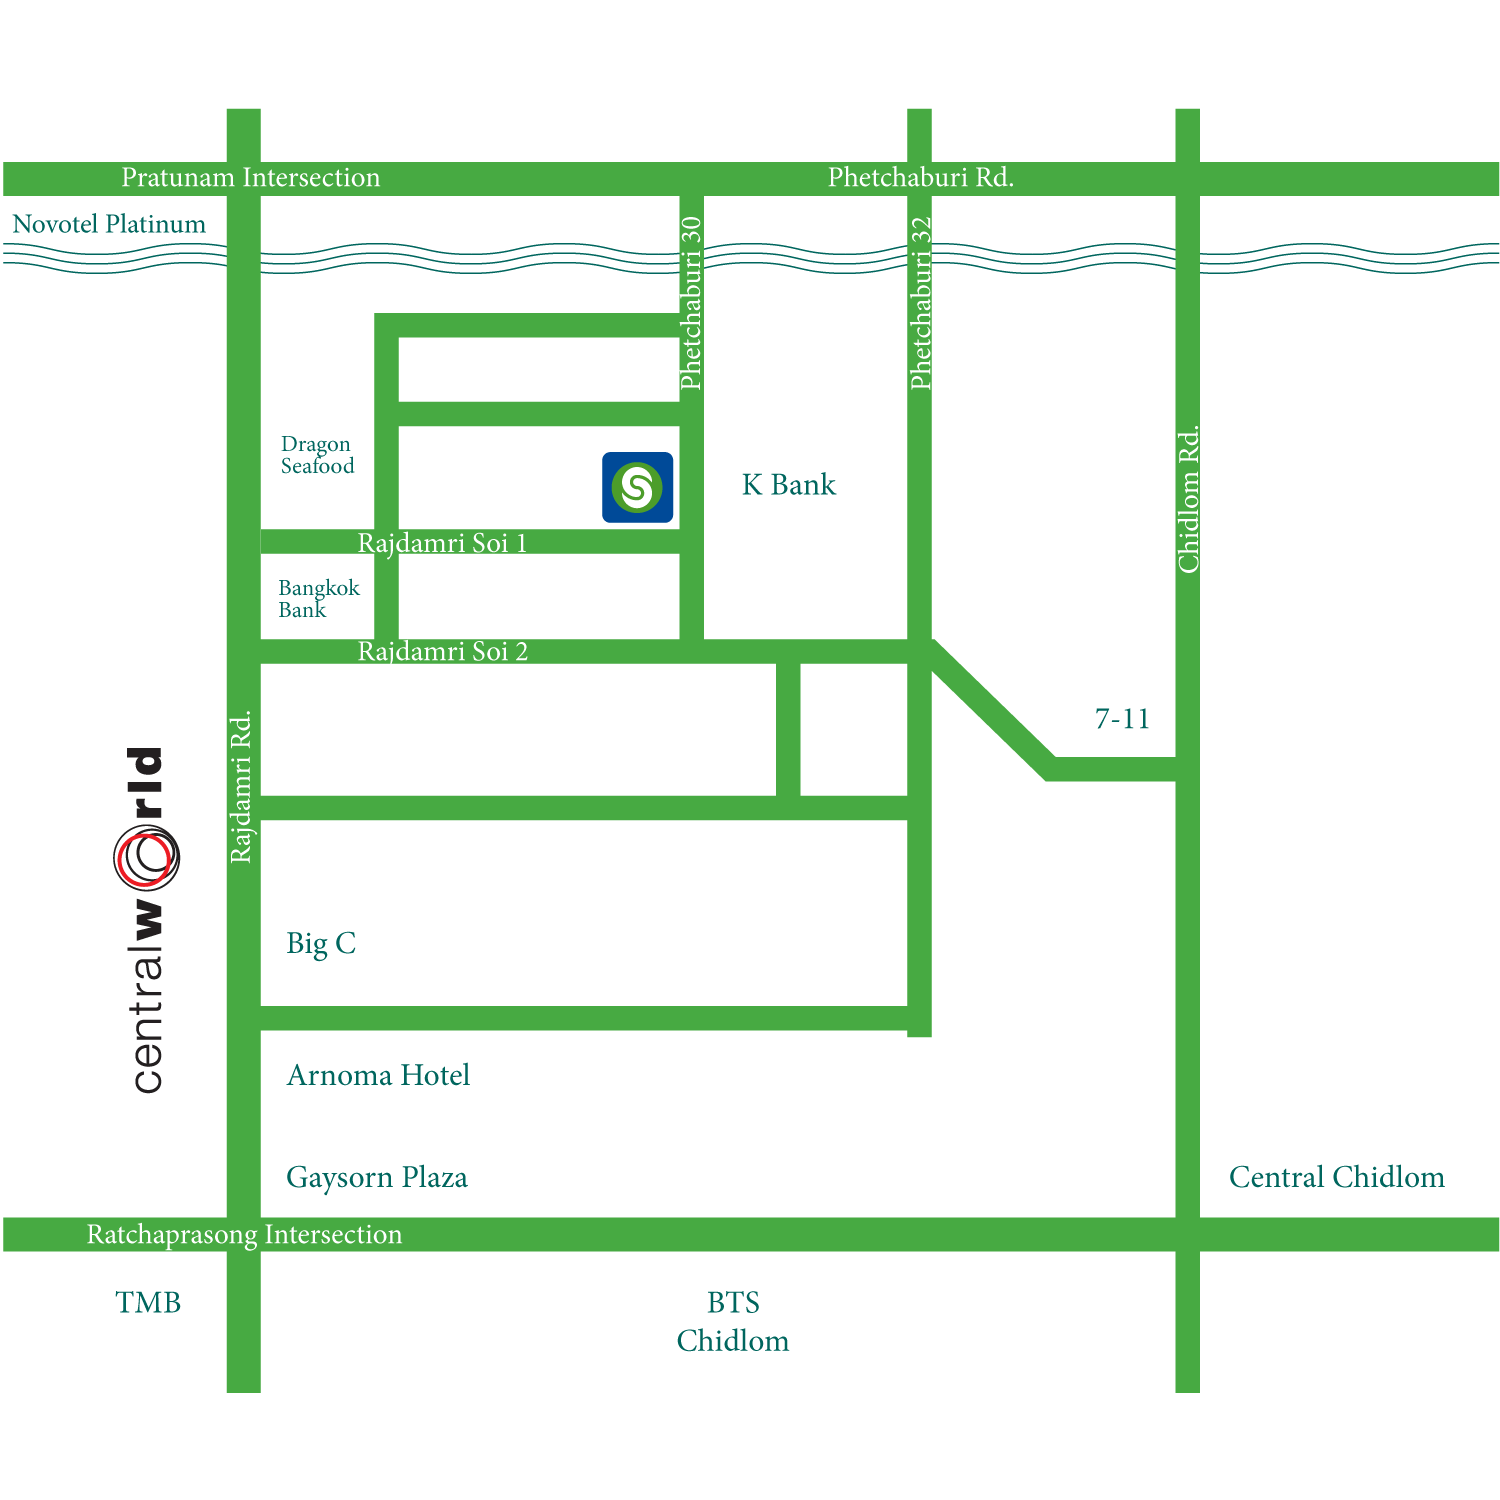 Pratunam Intersection
Phetchaburi Rd.
Novotel Platinum
Phetchaburi 30
Phetchaburi 32
Dragon
Seafood
K Bank
Chidlom Rd.
Rajdamri Soi 1
Bangkok
Bank
Rajdamri Soi 2
7-11
Rajdamri Rd.
centralworld
Big C
Arnoma Hotel
Gaysorn Plaza
Central Chidlom
Ratchaprasong Intersection
TMB
BTS
Chidlom